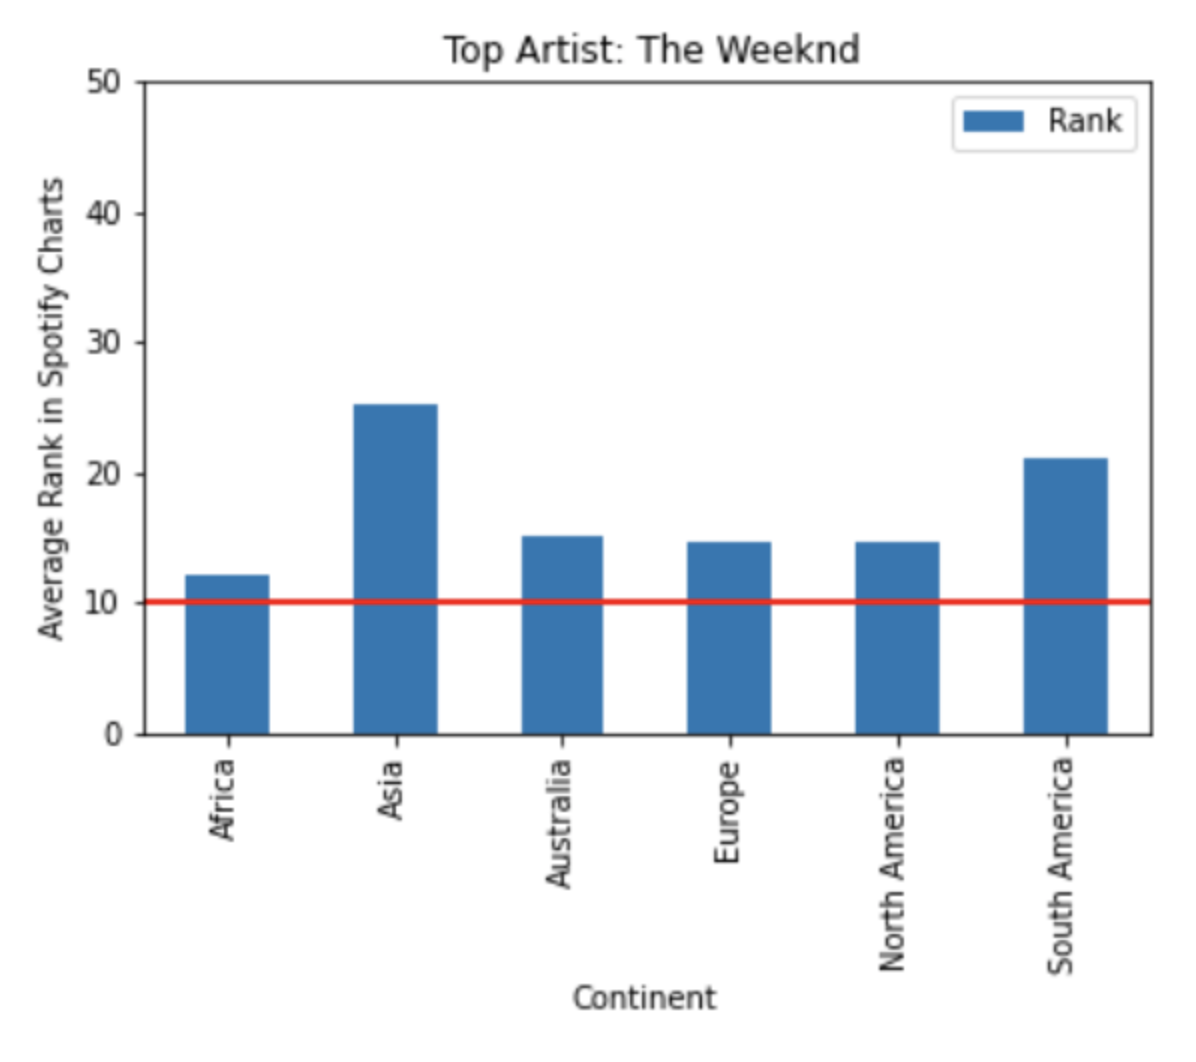 Top Artist: The Weeknd
Rank
Average Rank in Spotify Charts
50
40
30
20
10
0
Africa
Asia
Australia
Europe
North America
South America
Continent